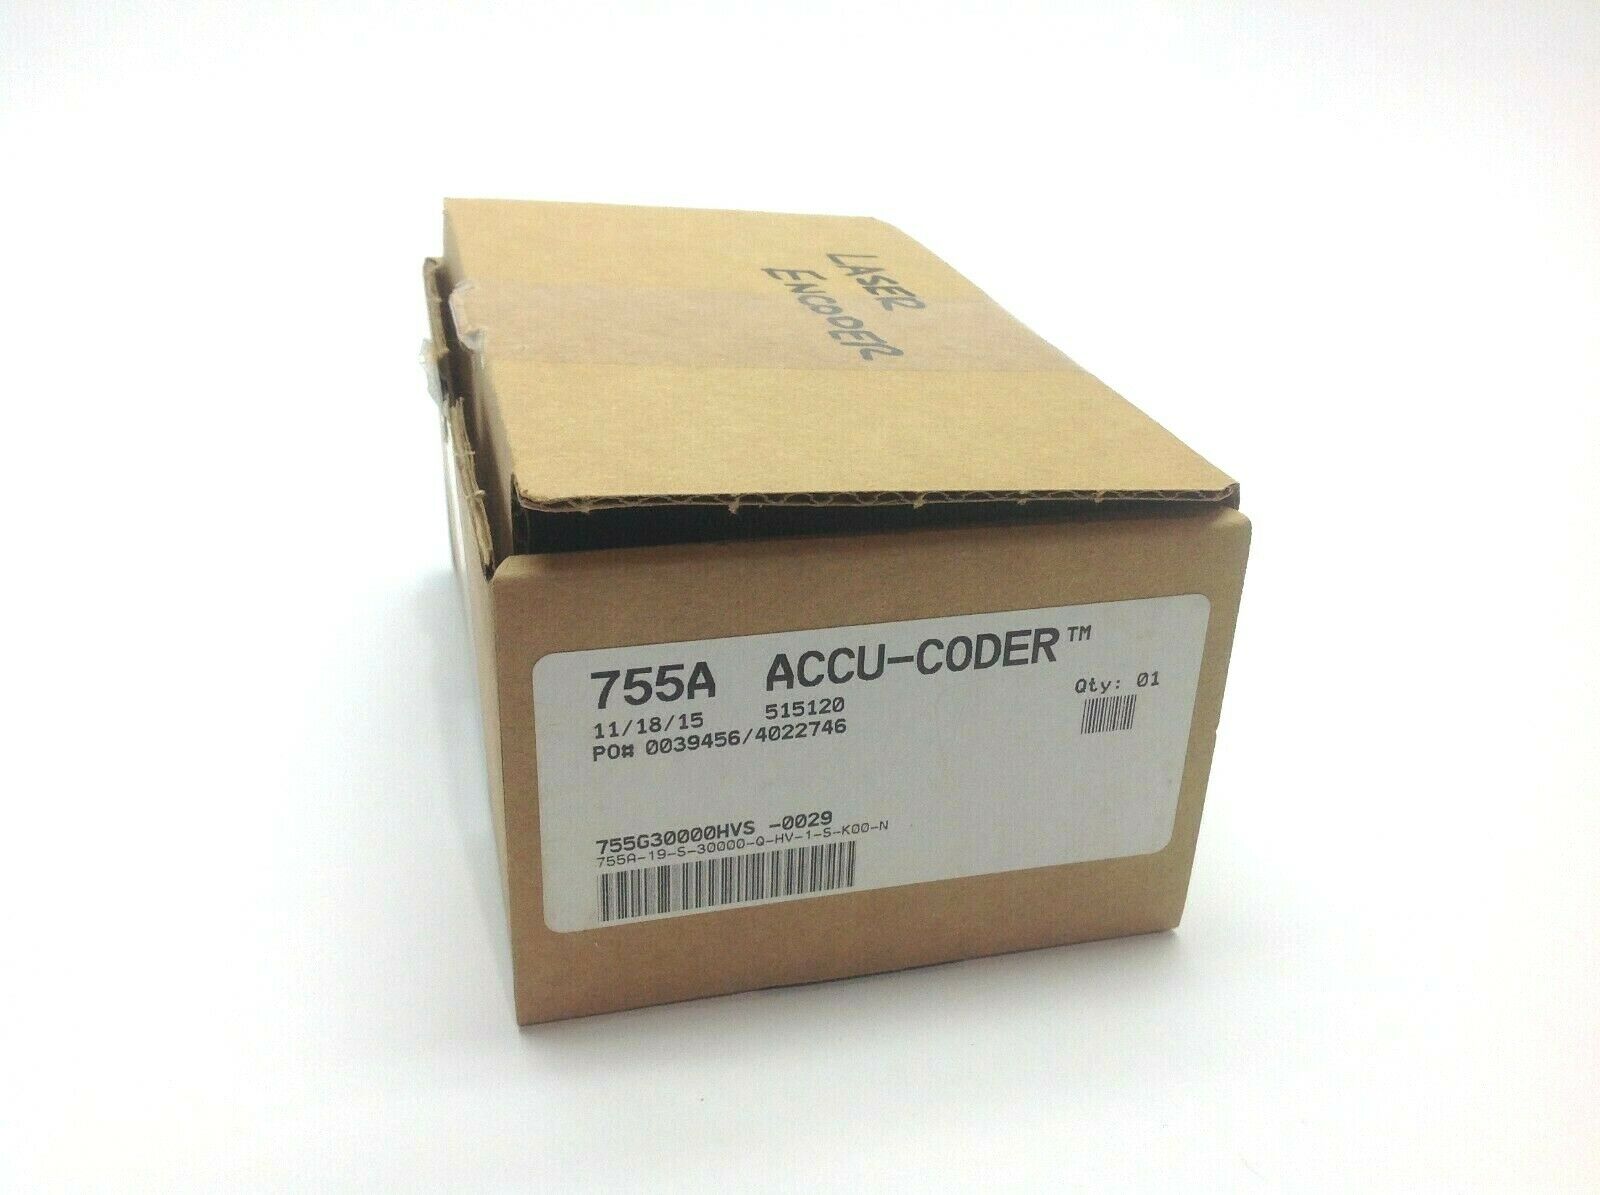 LASER
ENCODER
755A ACCU-CODER™
11/18/15 515120
Qty: 01
PO# 0039456/4022746
755G30000HVS -0029
755A-19-S-30000-Q-HV-1-S-K00-N